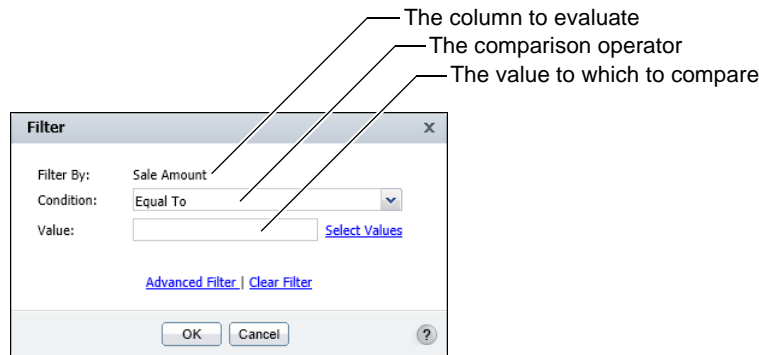 The column to evaluate
The comparison operator
The value to which to compare
Filter x
Filter By: Sale Amount
Condition: Equal To
Value: Select Values
Advanced Filter | Clear Filter
OK Cancel ?